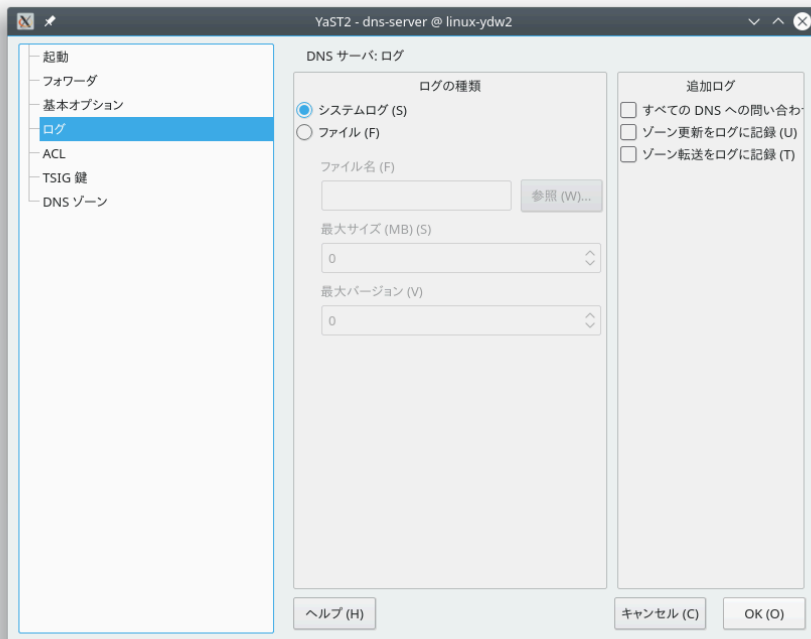 YaST2 - dns-server @ linux-ydw2
起動
フォワーダ
基本オプション
ログ
ACL
TSIG 鍵
DNS ゾーン
DNS サーバ: ログ
ログの種類
システムログ (S)
ファイル (F)
ファイル名 (F)
参照 (W)...
最大サイズ (MB) (S)
0
最大バージョン (V)
0
追加ログ
すべての DNS への問い合わ
ゾーン更新をログに記録 (U)
ゾーン転送をログに記録 (T)
ヘルプ (H)
キャンセル (C)
OK (O)